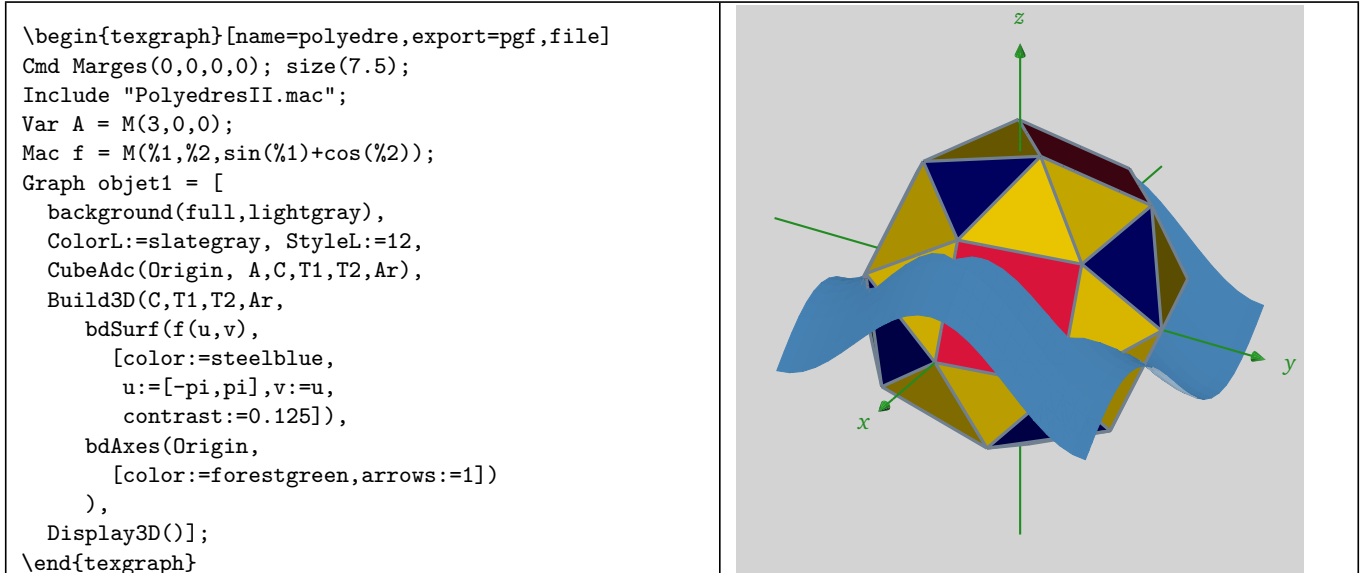 \begin{texgraph}[name=polyedre,export=pgf,file]
Cmd Marges(0,0,0,0); size(7.5);
Include "PolyedresII.mac";
Var A = M(3,0,0);
Mac f = M(%1,%2,sin(%1)+cos(%2));
Graph objet1 = [
  background(full,lightgray),
  ColorL:=slategray, StyleL:=12,
  CubeAdc(Origin, A,C,T1,T2,Ar),
  Build3D(C,T1,T2,Ar,
     bdSurf(f(u,v),
       [color:=steelblue,
        u:=[-pi,pi],v:=u,
        contrast:=0.125]),
     bdAxes(Origin,
       [color:=forestgreen,arrows:=1])
     ),
  Display3D()];
\end{texgraph}
z
y
x